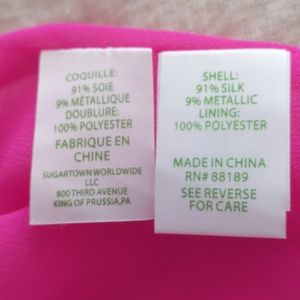 COQUILLE:
91% SOIE
9% MÉTALLIQUE
DOUBLURE:
100% POLYESTER
FABRIQUE EN
CHINE
SUGARTOWN WORLDWIDE
LLC
800 THIRD AVENUE
KING OF PRUSSIA,PA
SHELL:
91% SILK
9% METALLIC
LINING:
100% POLYESTER
MADE IN CHINA
RN# 88189
SEE REVERSE
FOR CARE